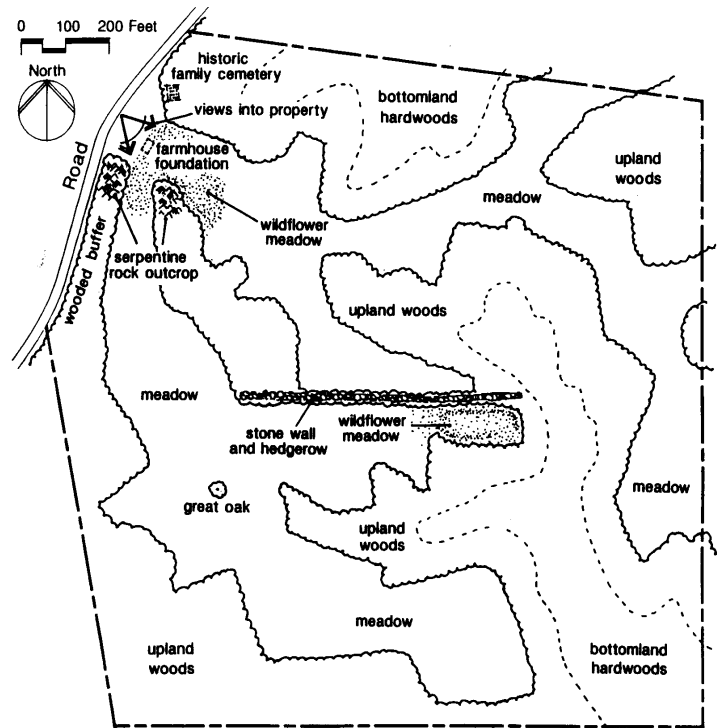 0 100 200 Feet
North
Road
historic
family cemetery
views into property
farmhouse
foundation
bottomland
hardwoods
upland
woods
meadow
wildflower
meadow
serpentine
rock outcrop
wooded buffer
upland woods
meadow
stone wall
and hedgerow
wildflower
meadow
great oak
meadow
upland
woods
meadow
upland
woods
bottomland
hardwoods